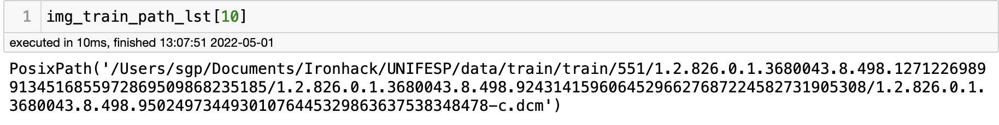 1 img_train_path_lst[10]
executed in 10ms, finished 13:07:51 2022-05-01
PosixPath('/Users/sgp/Documents/Ironhack/UNIFESP/data/train/train/551/1.2.826.0.1.3680043.8.498.1271226989
9134516855972869509868235185/1.2.826.0.1.3680043.8.498.92431415960645296627687224582731905308/1.2.826.0.1.
3680043.8.498.95024973449301076445329863637538348478-c.dcm')